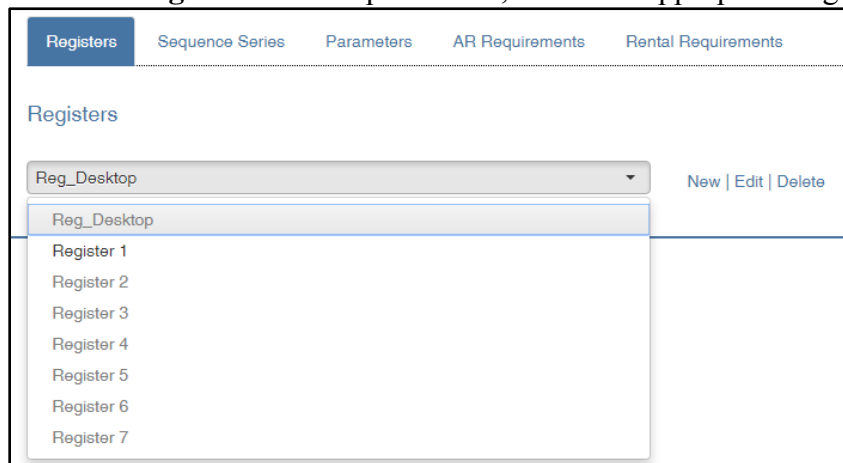 Registers Sequence Series Parameters AR Requirements Rental Requirements
Registers
Reg_Desktop New | Edit | Delete
Reg_Desktop
Register 1
Register 2
Register 3
Register 4
Register 5
Register 6
Register 7